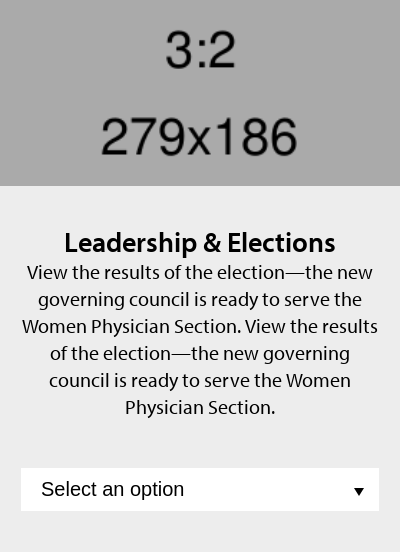 3:2
279x186
Leadership & Elections
View the results of the election—the new
governing council is ready to serve the
Women Physician Section. View the results
of the election—the new governing
council is ready to serve the Women
Physician Section.
Select an option